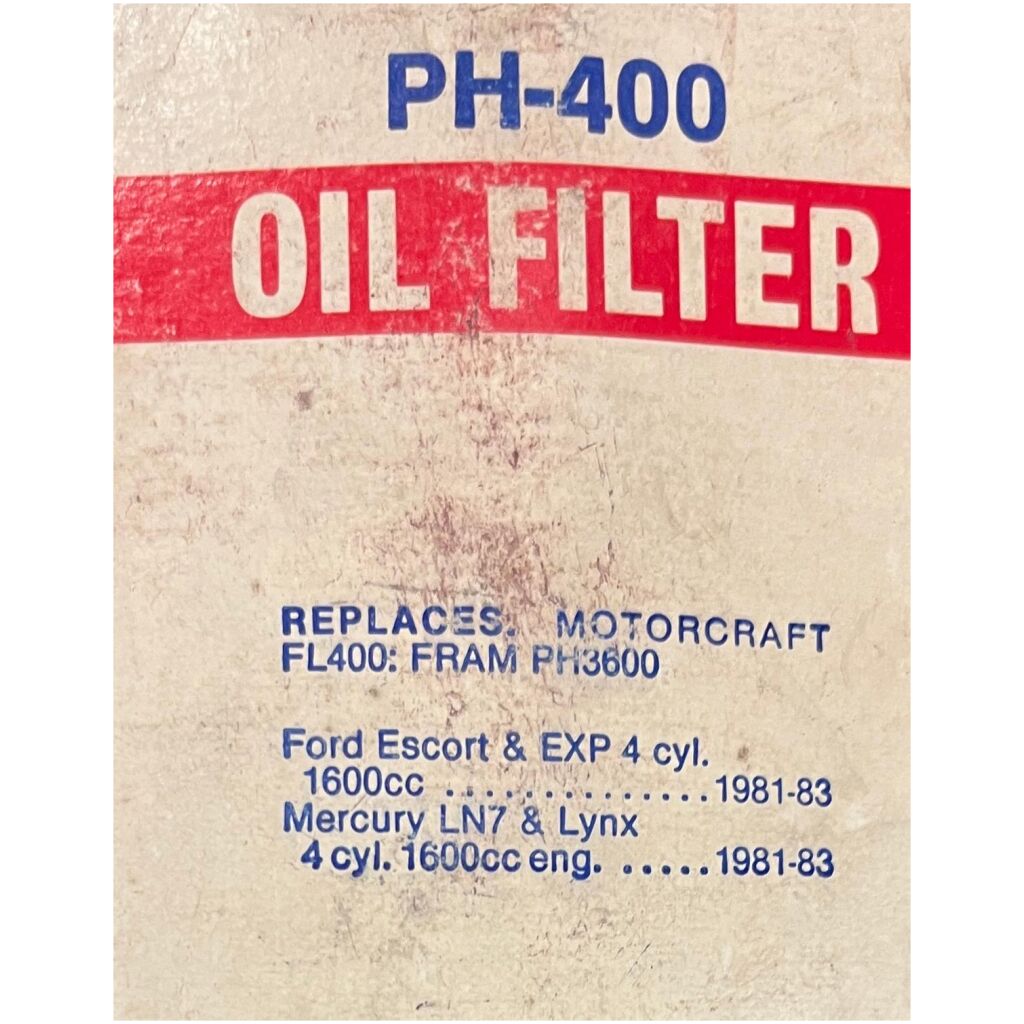 PH-400
OIL FILTER
REPLACES. MOTORCRAFT
FL400: FRAM PH3600
Ford Escort & EXP 4 cyl.
1600cc ..............1981-83
Mercury LN7 & Lynx
4 cyl. 1600cc eng. .....1981-83